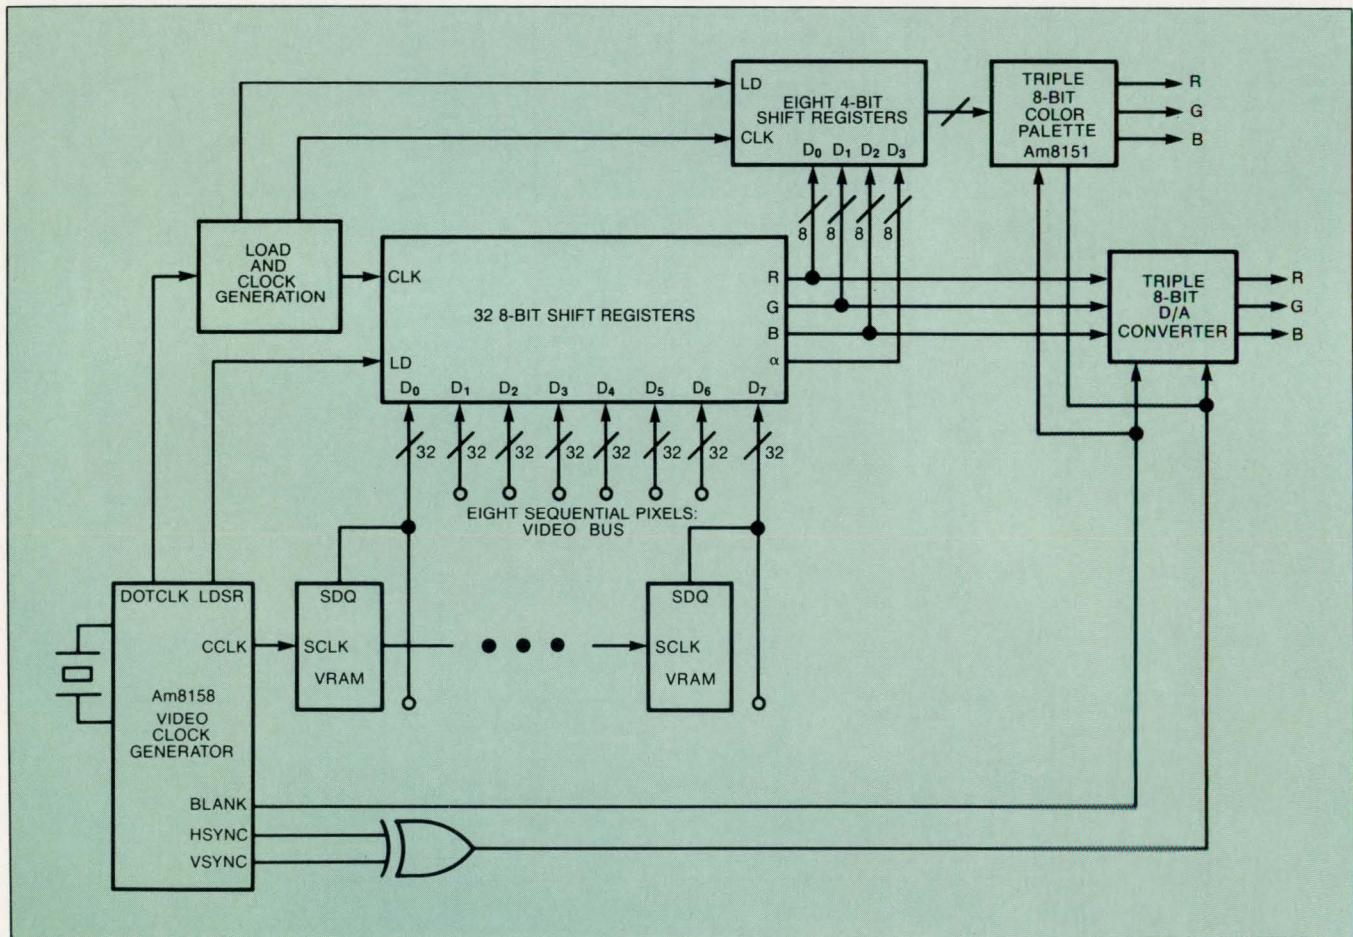 LD
EIGHT 4-BIT
SHIFT REGISTERS
CLK
D₀ D₁ D₂ D₃
TRIPLE
8-BIT
COLOR
PALETTE
Am8151
R
G
B
8 8 8 8
LOAD
AND
CLOCK
GENERATION
CLK
32 8-BIT SHIFT REGISTERS
LD
R
G
B
α
D₀ D₁ D₂ D₃ D₄ D₅ D₆ D₇
TRIPLE
8-BIT
D/A
CONVERTER
R
G
B
32 32 32 32 32 32 32 32
EIGHT SEQUENTIAL PIXELS:
VIDEO BUS
DOTCLK LDSR
CCLK
Am8158
VIDEO
CLOCK
GENERATOR
BLANK
HSYNC
VSYNC
SDQ
SCLK
VRAM
SDQ
SCLK
VRAM